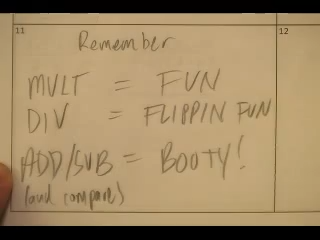 11
12
Remember
MULT = FUN
DIV = FLIPPIN FUN
ADD/SUB = BOOTY!
(and compare)